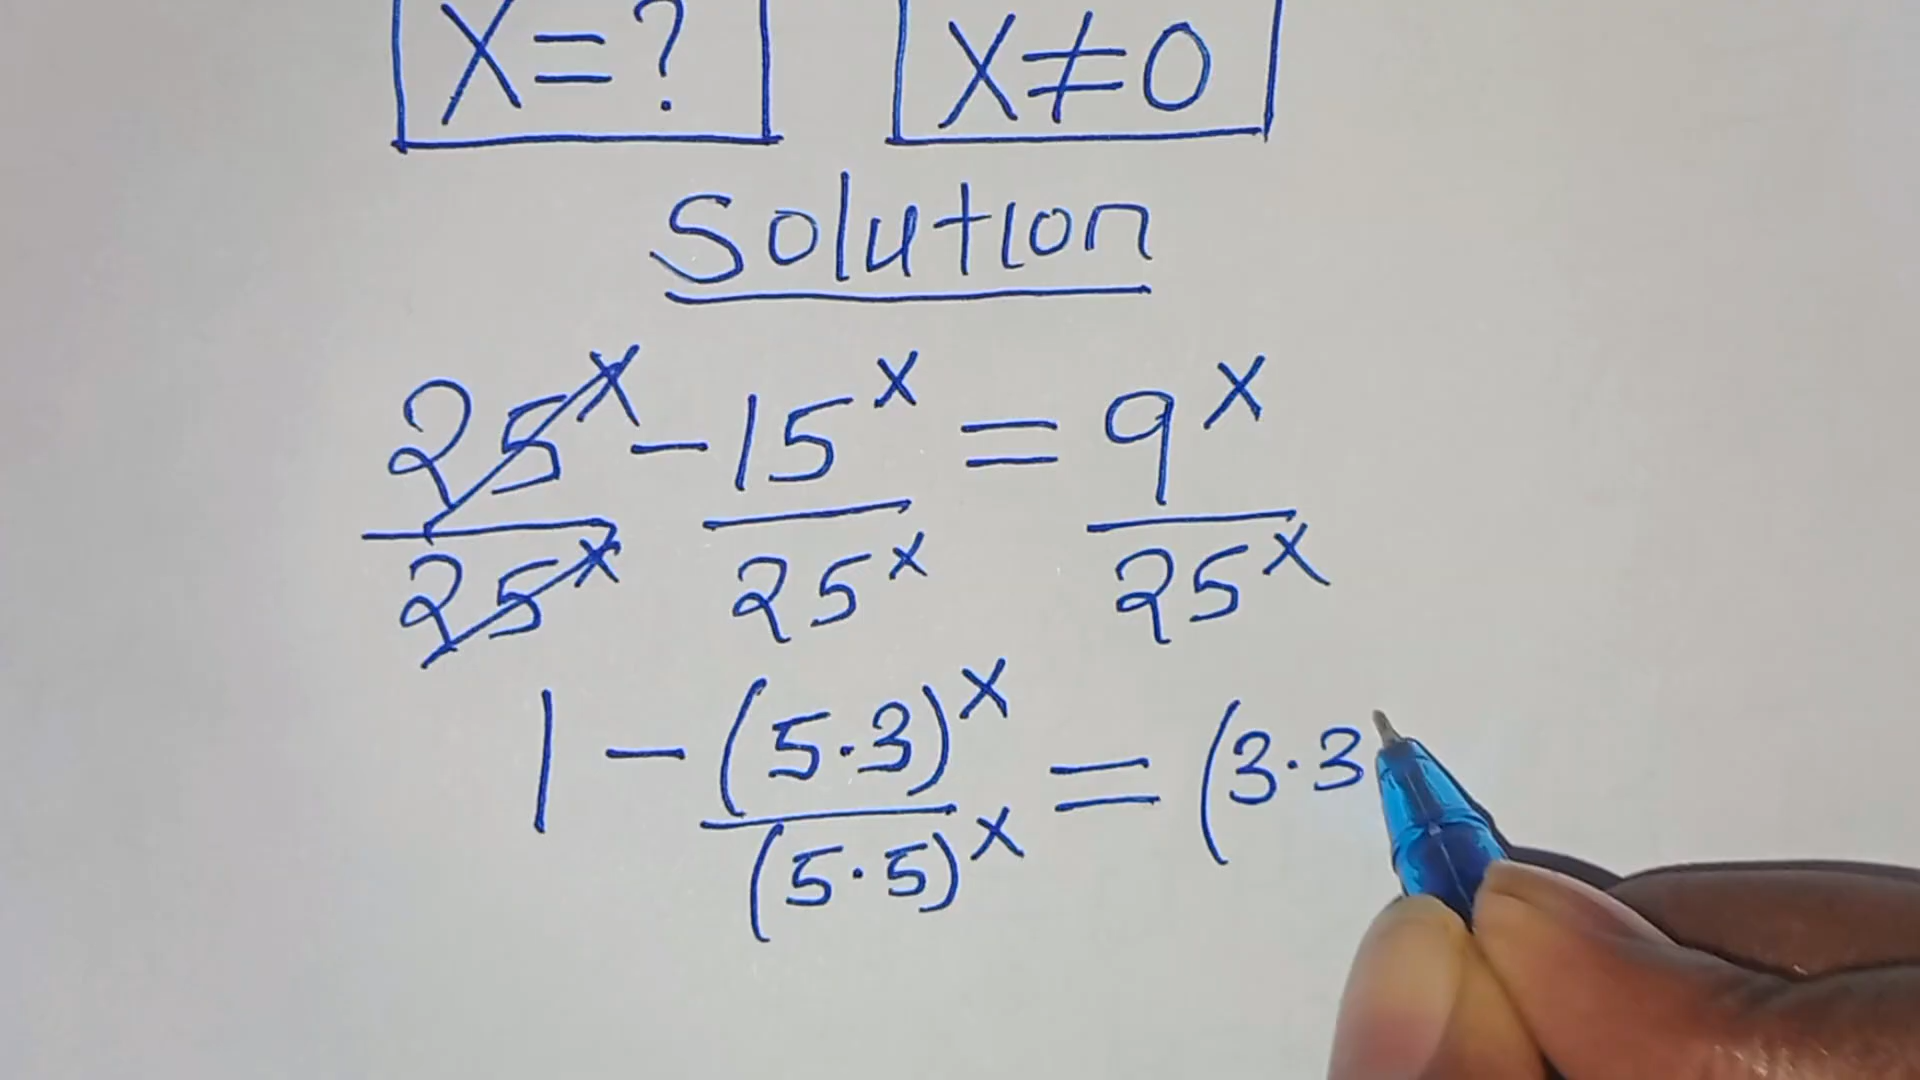 X=? X≠0
Solution
25^x/25^x - 15^x/25^x = 9^x/25^x
1 - (5·3)^x/(5·5)^x = (3·3